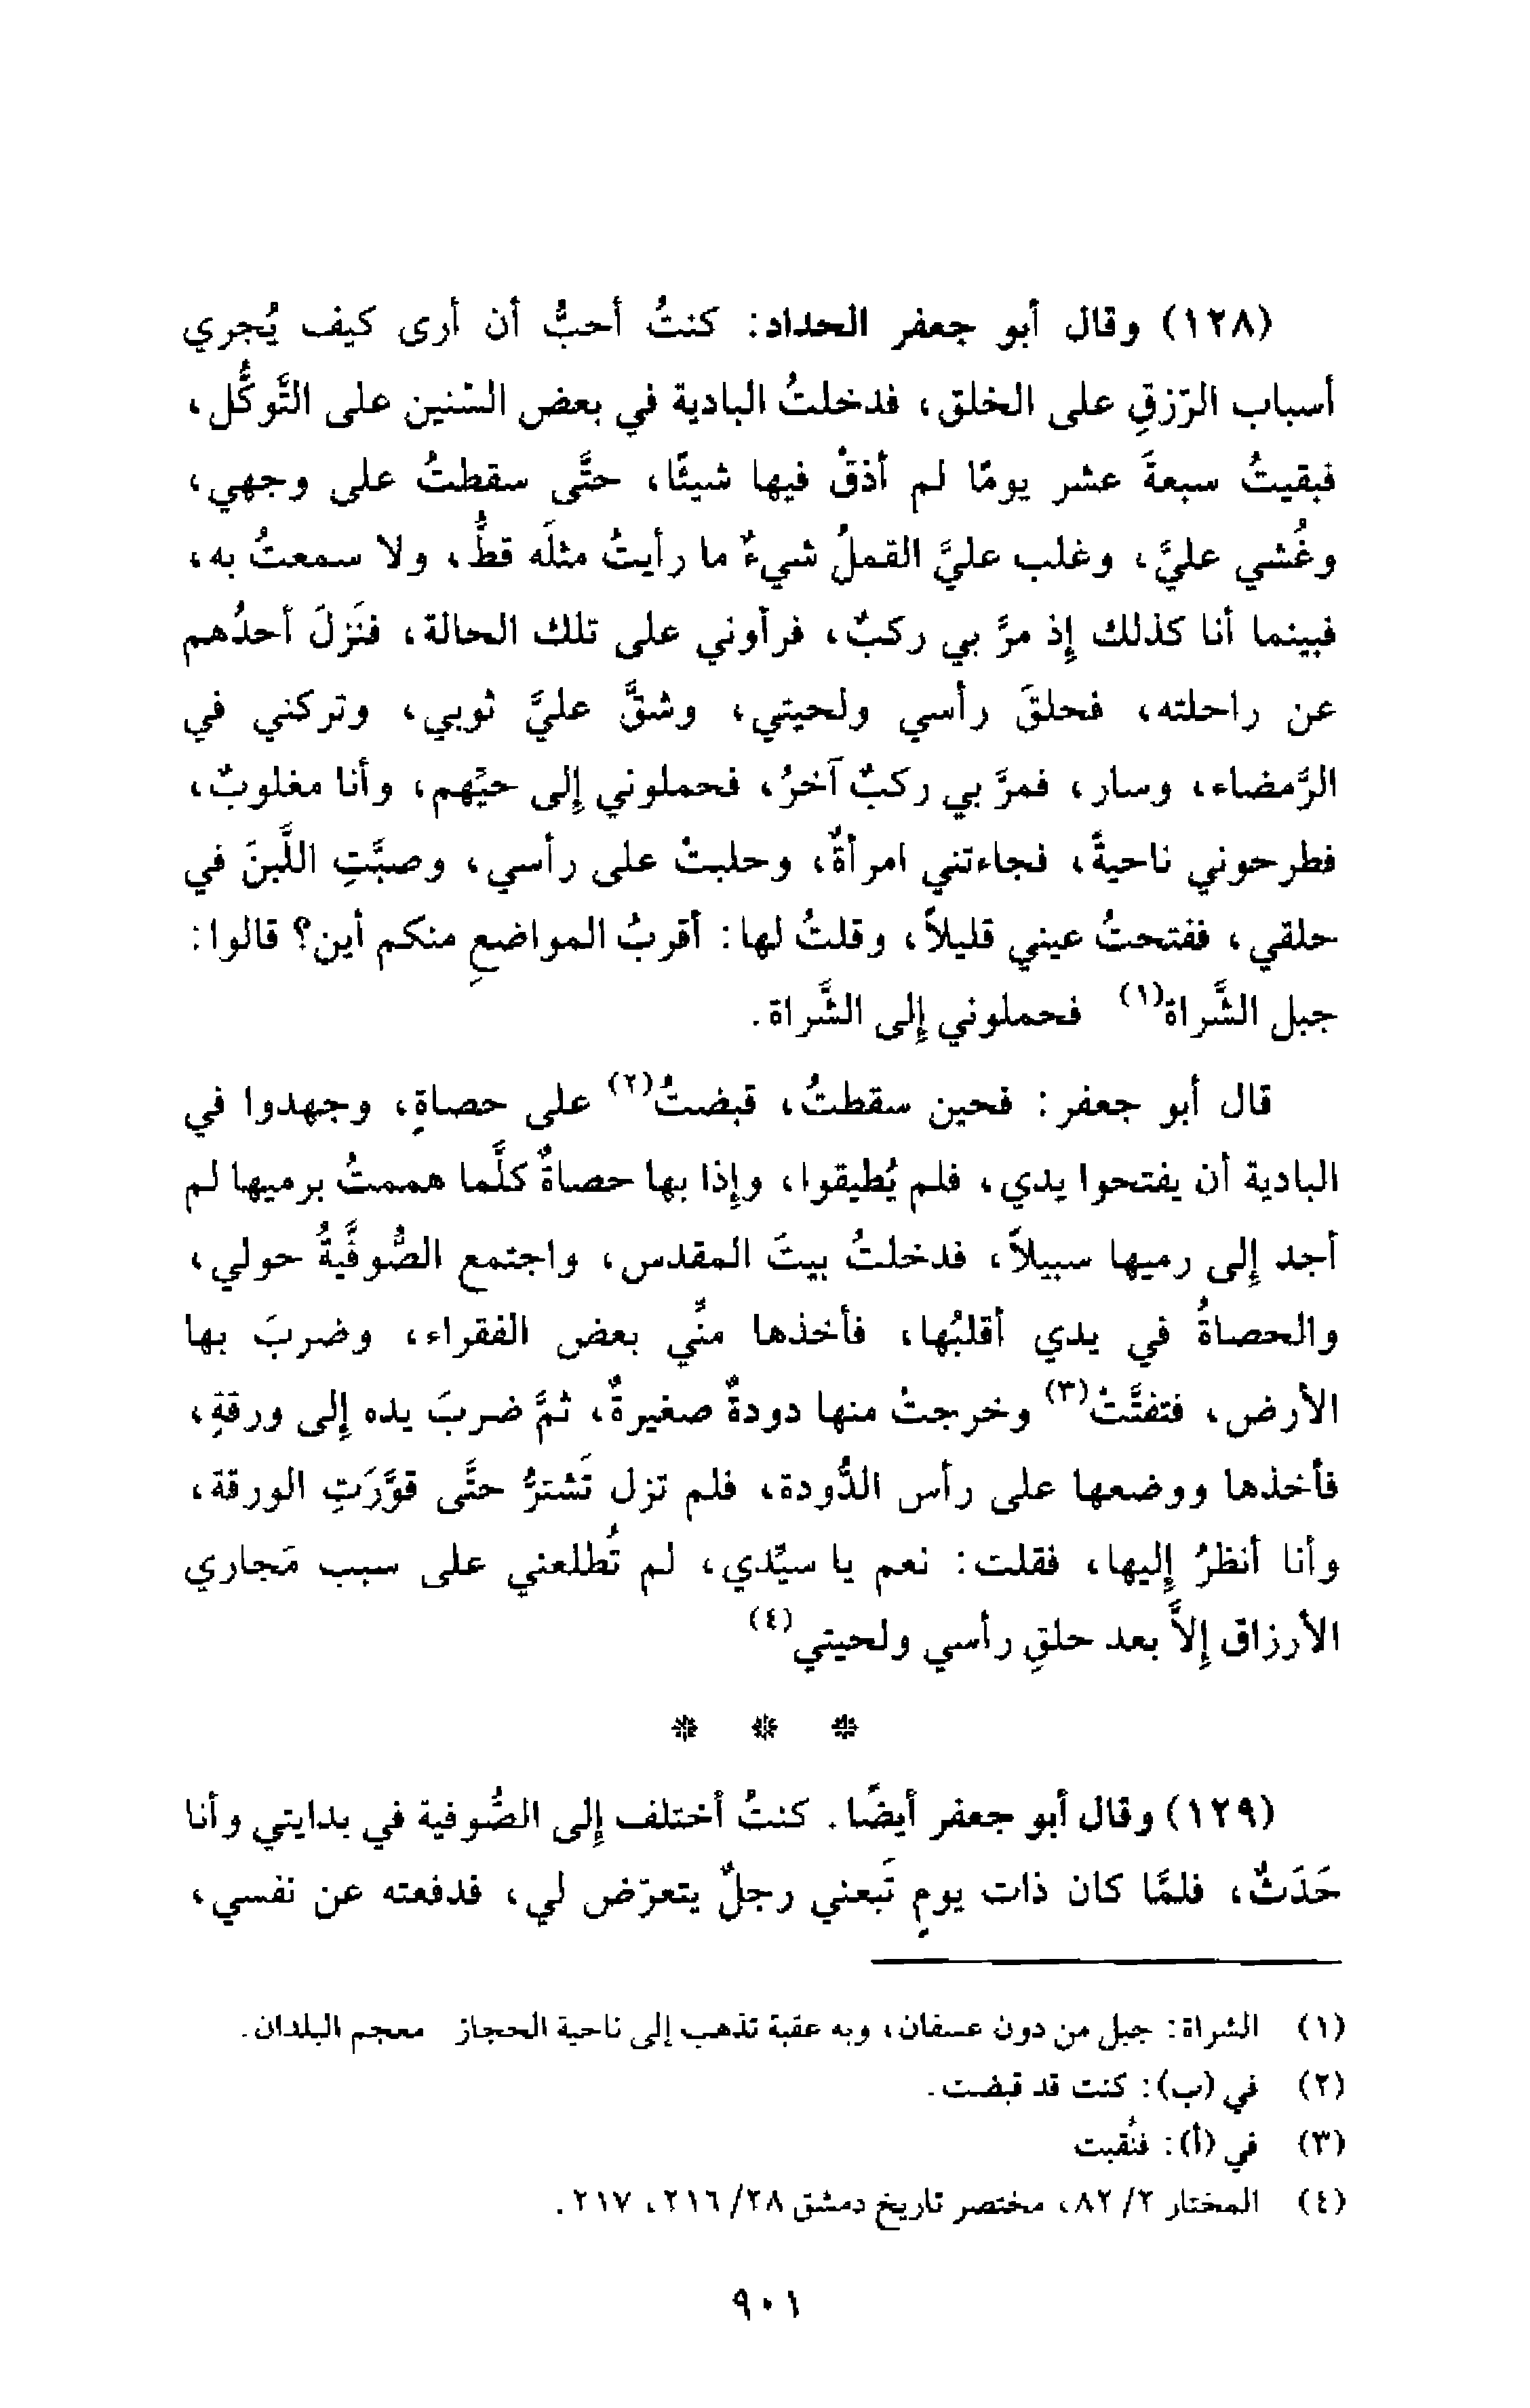 (١٢٨) وقال أبو جعفر الحداد: كنتُ أحبُّ أن أرى كيف يُجري
أسباب الرّزقِ على الخلق، فدخلتُ البادية في بعض السّنين على التَّوكُّل،
فبقيتُ سبعةَ عشر يومًا لم أذقْ فيها شيئًا، حتَّى سقطتُ على وجهي،
وغُشي عليَّ، وغلب عليَّ القملُ شيءٌ ما رأيتُ مثلَه قطُّ، ولا سمعتُ به،
فبينما أنا كذلك إذ مرَّ بي ركبٌ، فرأوني على تلك الحالة، فنَزلَ أحدُهم
عن راحلته، فحلقَ رأسي ولحيتي، وشقَّ عليَّ ثوبي، وتركني في
الرَّمضاء، وسار، فمرَّ بي ركبٌ آخرُ، فحملوني إلى حيّهم، وأنا مغلوبٌ،
فطرحوني ناحيةً، فجاءتني امرأةٌ، وحلبتْ على رأسي، وصبَّتِ اللَّبنَ في
حلقي، ففتحتُ عيني قليلاً، وقلتُ لها: أقربُ المواضعِ منكم أين؟ قالوا:
جبل الشَّراة(١) فحملوني إلى الشَّراة.
قال أبو جعفر: فحين سقطتُ، قبضتُ(٢) على حصاةٍ، وجهدوا في
البادية أن يفتحوا يدي، فلم يُطيقوا، وإذا بها حصاةٌ كلَّما هممتُ برميها لم
أجد إلى رميها سبيلاً، فدخلتُ بيتَ المقدس، واجتمع الصُّوفَّيةُ حولي،
والحصاةُ في يدي أقلبُها، فأخذها منِّي بعض الفقراء، وضربَ بها
الأرض، فتفتَّتْ(٣) وخرجتْ منها دودةٌ صغيرةٌ، ثمَّ ضربَ يده إلى ورقةٍ،
فأخذها ووضعها على رأس الدُّودة، فلم تزل تَشترُّ حتَّى قوَّرَتِ الورقة،
وأنا أنظرُ إليها، فقلت: نعم يا سيِّدي، لم تُطلعني على سبب مَجاري
الأرزاق إلاَّ بعد حلقِ رأسي ولحيتي(٤)
* * *
(١٢٩) وقال أبو جعفر أيضًا. كنتُ أختلف إلى الصُّوفية في بدايتي وأنا
حَدَثٌ، فلمَّا كان ذات يومٍ تَبعني رجلٌ يتعرّض لي، فدفعته عن نفسي،
(١) الشراة: جبل من دون عسفان، وبه عقبة تذهب إلى ناحية الحجاز معجم البلدان.
(٢) في (ب): كنت قد قبضت.
(٣) في (أ): فنُقبت
(٤) المختار ٢/ ٨٢، مختصر تاريخ دمشق ٢٨/ ٢١٦، ٢١٧.
٩٠١